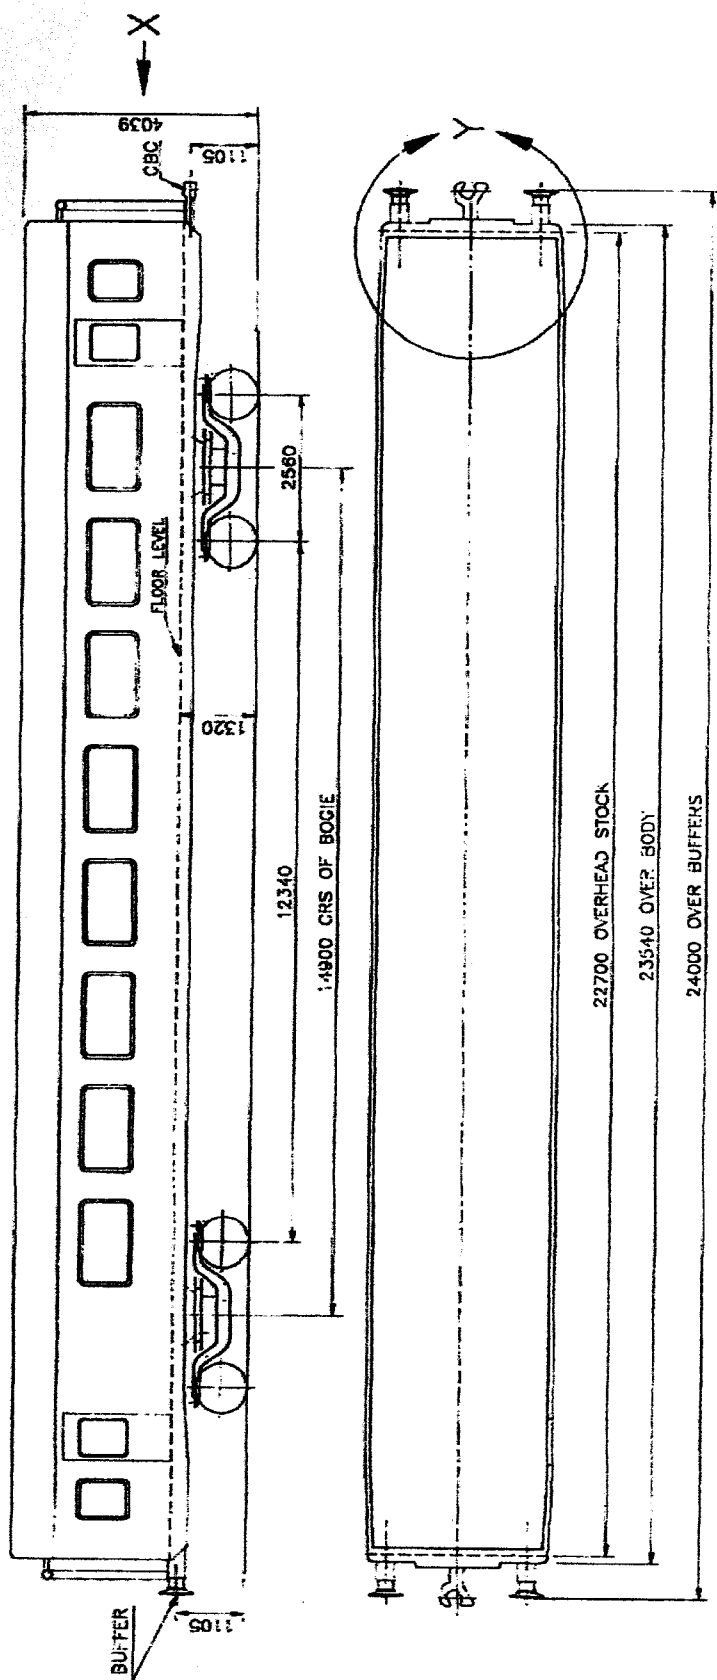 X
4039
1105
CBC
FLOOR LEVEL
2560
1320
12340
14900 CRS OF BOGIE
1105
BUFFER
Y
22700 OVERHEAD STOCK
23540 OVER BODY
24000 OVER BUFFERS